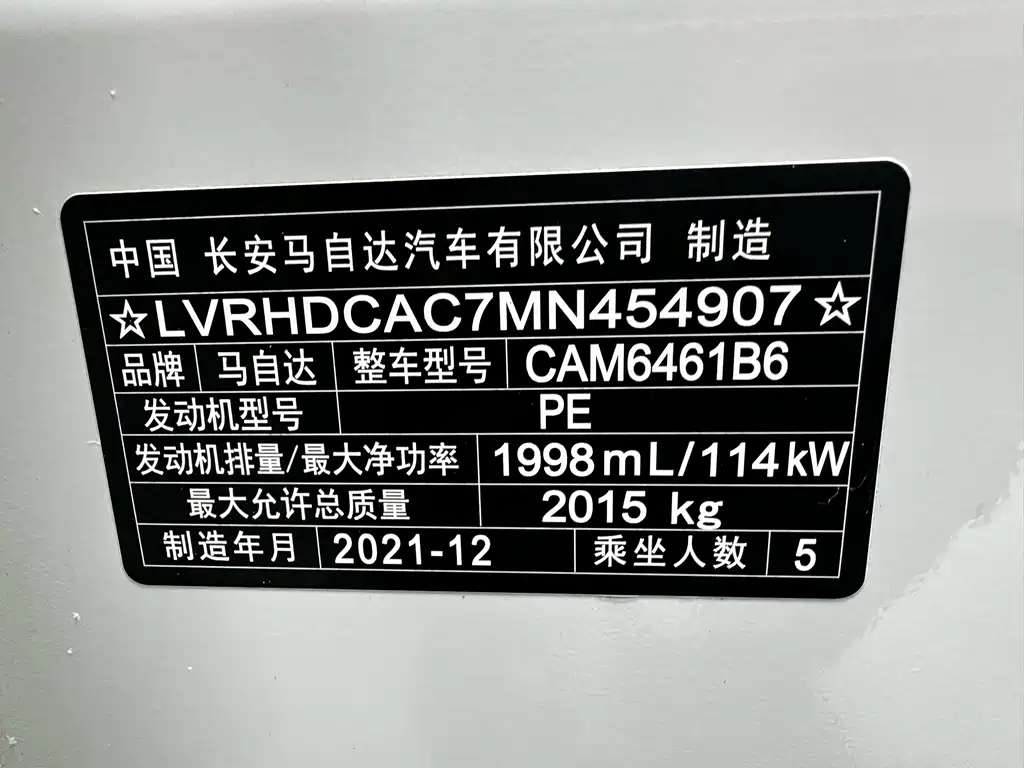 中国 长安马自达汽车有限公司 制造
☆LVRHDCAC7MN454907☆
品牌 马自达 整车型号 CAM6461B6
发动机型号 PE
发动机排量/最大净功率 1998mL/114kW
最大允许总质量 2015 kg
制造年月 2021-12 乘坐人数 5